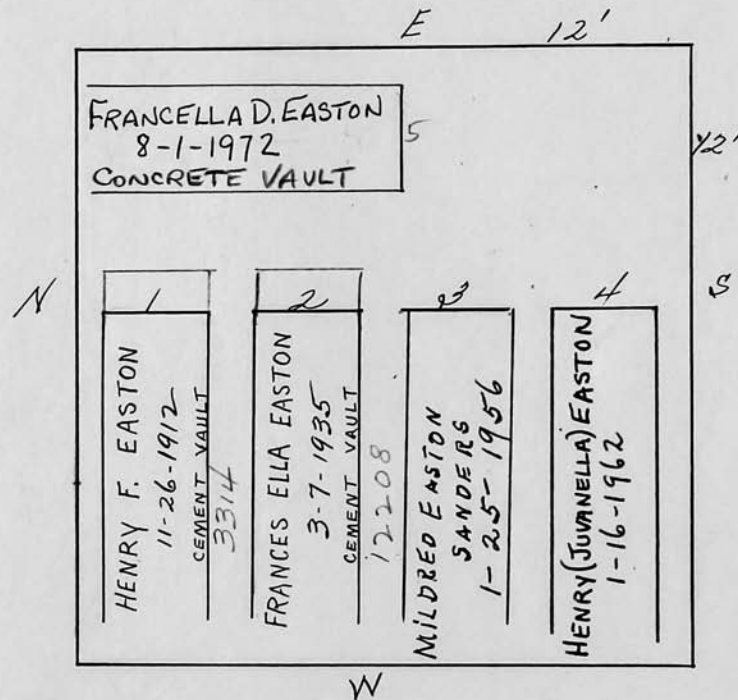 E 12'
FRANCELLA D. EASTON
8-1-1972
CONCRETE VAULT
5
12'
N
S
1
HENRY F. EASTON
11-26-1912
CEMENT VAULT
3314
2
FRANCES ELLA EASTON
3-7-1935
CEMENT VAULT
12208
3
MILDRED EASTON
SANDERS
1-25-1956
4
HENRY (JUVANELLA) EASTON
1-16-1962
W